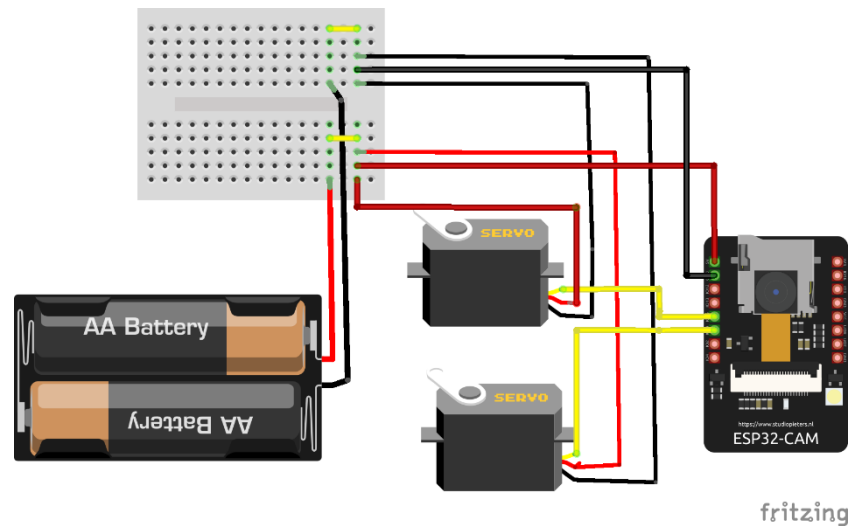 SERVO
AA Battery
AA Battery
SERVO
https://www.studiopieters.nl
ESP32-CAM
fritzing